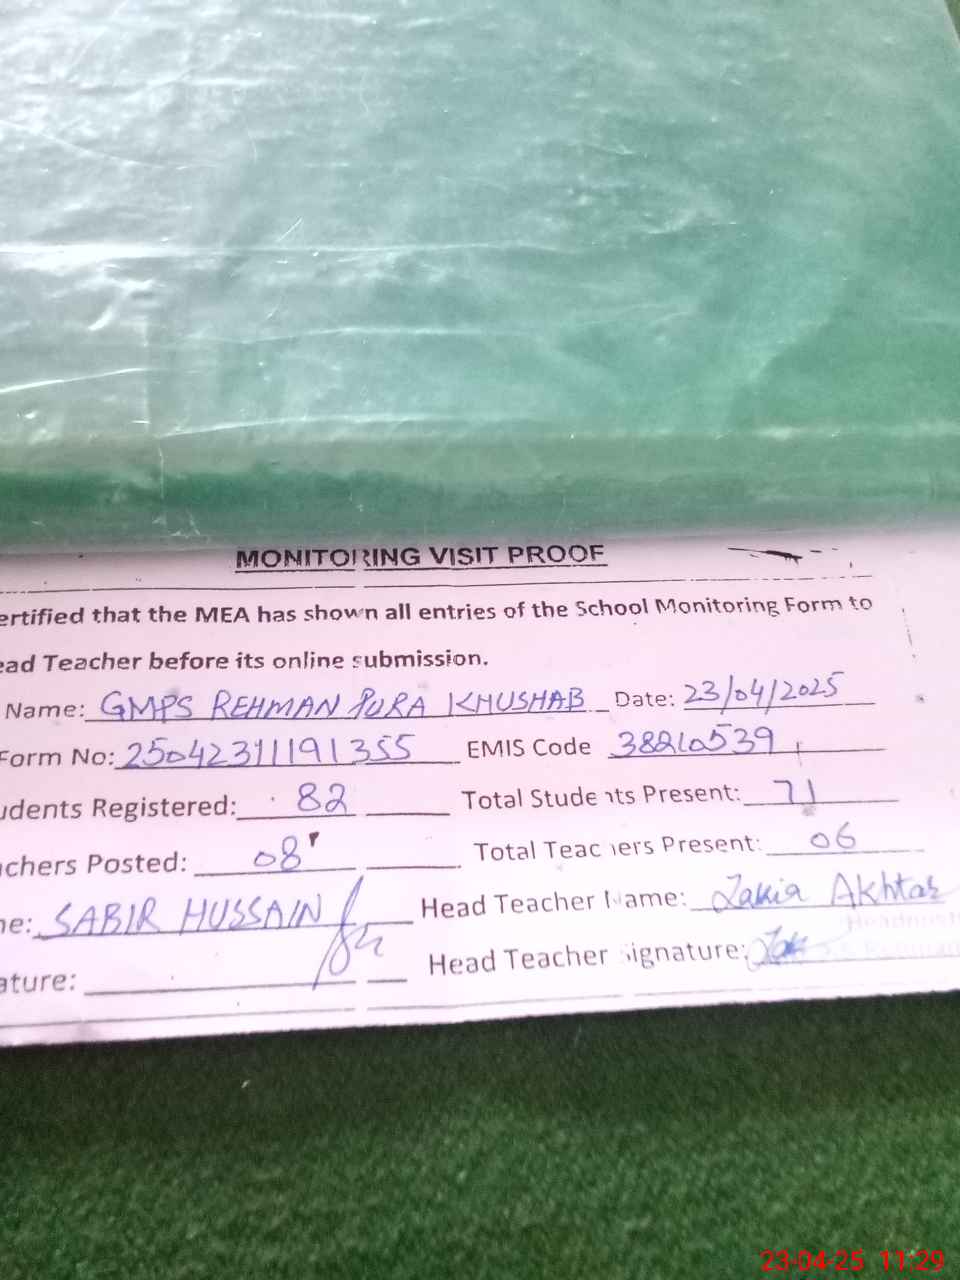 MONITORING VISIT PROOF
ertified that the MEA has shown all entries of the School Monitoring Form to
ead Teacher before its online submission.
Name: GMPS REHMAN PURA KHUSHAB Date: 23/04/2025
Form No: 25042311191355 EMIS Code 38210539
udents Registered: 82 Total Students Present: 71
chers Posted: 08 Total Teachers Present: 06
ne: SABIR HUSSAIN Head Teacher Name: Zakia Akhtar
ature: Head Teacher Signature:
23-04-25 11:29